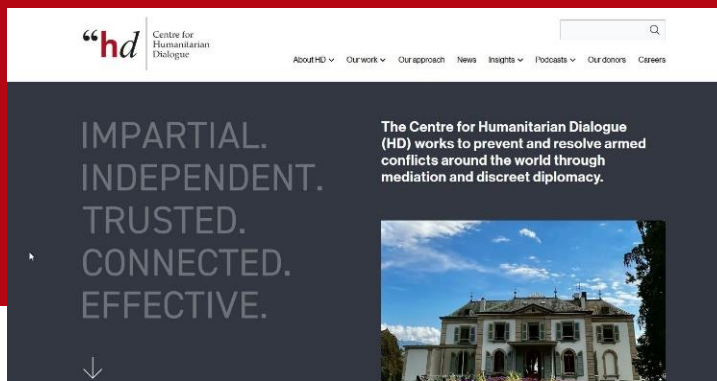 “hd
Centre for
Humanitarian
Dialogue
About HD Our work Our approach News Insights Podcasts Our donors Careers
IMPARTIAL.
INDEPENDENT.
TRUSTED.
CONNECTED.
EFFECTIVE.
The Centre for Humanitarian Dialogue
(HD) works to prevent and resolve armed
conflicts around the world through
mediation and discreet diplomacy.